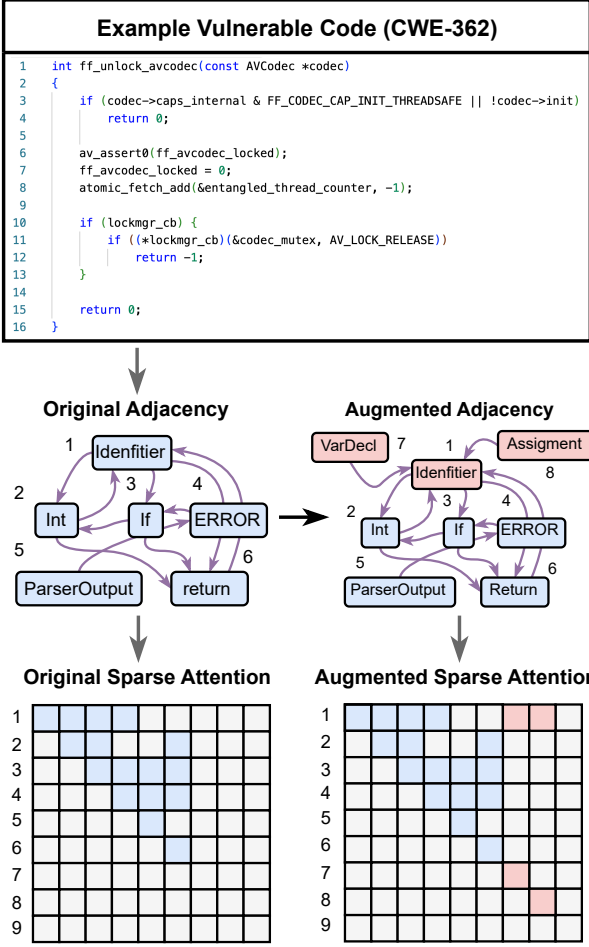 Example Vulnerable Code (CWE-362)
1 int ff_unlock_avcodec(const AVCodec *codec)
2 {
3 if (codec->caps_internal & FF_CODEC_CAP_INIT_THREADSAFE || !codec->init)
4 return 0;
5
6 av_assert0(ff_avcodec_locked);
7 ff_avcodec_locked = 0;
8 atomic_fetch_add(&entangled_thread_counter, -1);
9
10 if (lockmgr_cb) {
11 if ((*lockmgr_cb)(&codec_mutex, AV_LOCK_RELEASE))
12 return -1;
13 }
14
15 return 0;
16 }
Original Adjacency
1
Idenfitier
2
3
4
Int
If
ERROR
5
6
ParserOutput
return
Augmented Adjacency
VarDecl
7
1
Assigment
Idenfitier
8
2
3
4
Int
If
ERROR
5
6
ParserOutput
Return
Original Sparse Attention
1
2
3
4
5
6
7
8
9
Augmented Sparse Attention
1
2
3
4
5
6
7
8
9